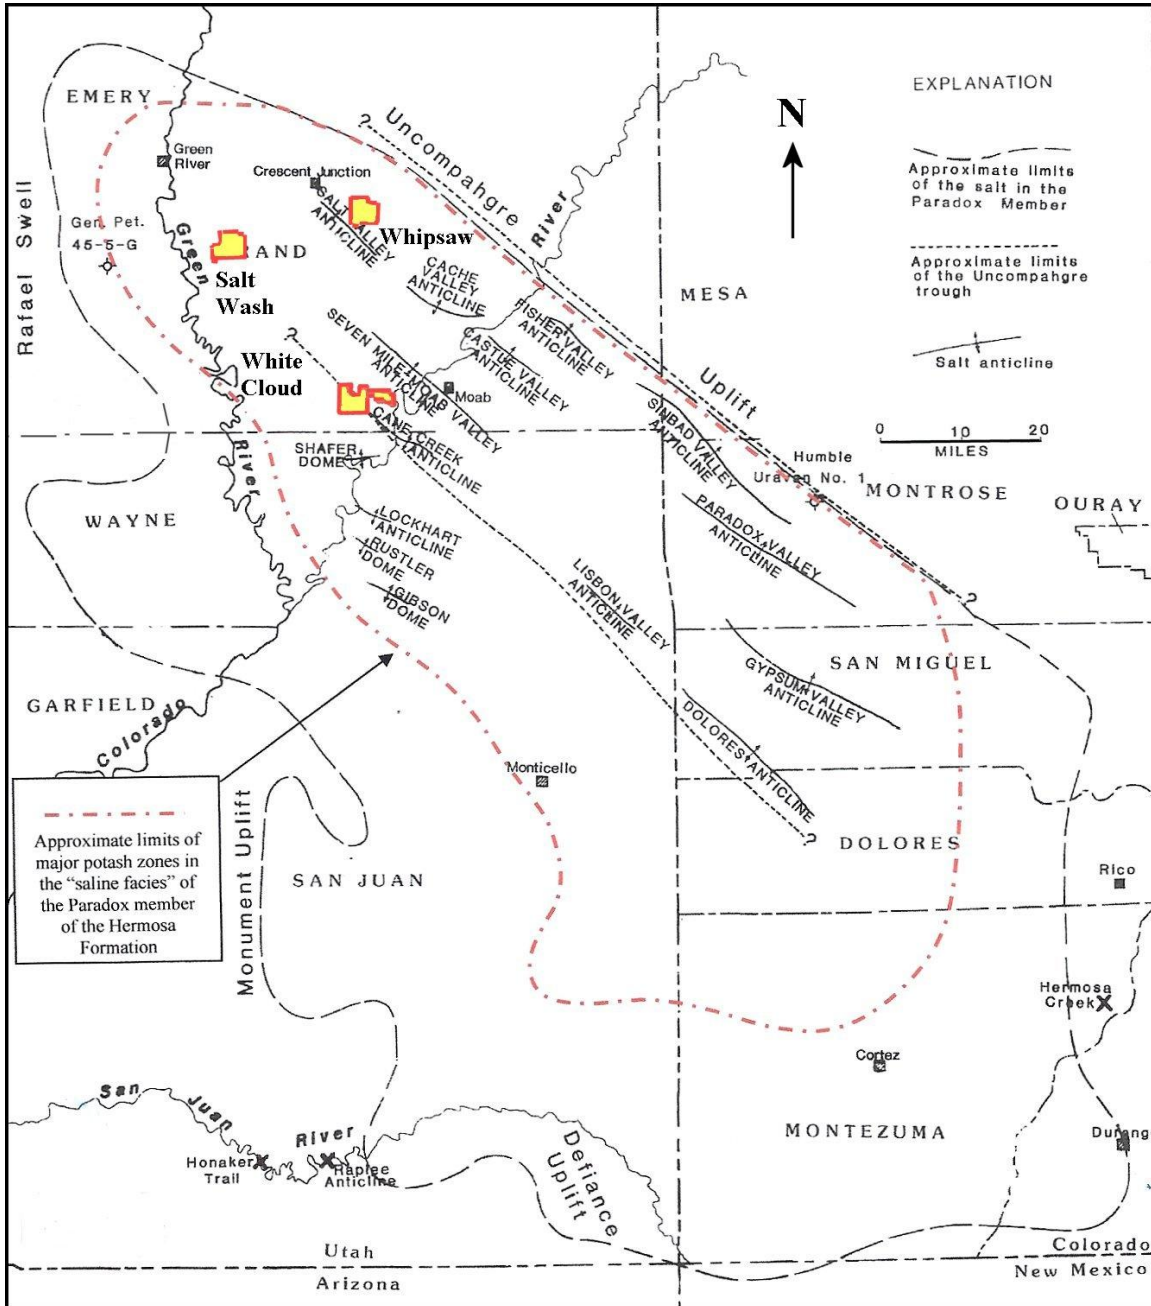 EXPLANATION
Approximate limits
of the salt in the
Paradox Member
Approximate limits
of the Uncompahgre
trough
Salt anticline
0 10 20
MILES
N
EMERY
Green
River
Crescent Junction
Uncompahgre
?
River
Rafael Swell
Gen. Pet.
45-5-G
Green
RAND
SALT VALLEY
ANTICLINE
Whipsaw
Salt
Wash
CACHE
VALLEY
ANTICLINE
MESA
FISHER VALLEY
ANTICLINE
CASTLE VALLEY
ANTICLINE
SEVEN MILE-MOAB VALLEY
ANTICLINE
?
White
Cloud
Moab
Uplift
CANE CREEK
ANTICLINE
SINBAD VALLEY
ANTICLINE
Humble
Uravan No. 1
MONTROSE
OURAY
SHAFER
DOME
River
WAYNE
LOCKHART
ANTICLINE
RUSTLER
DOME
GIBSON
DOME
PARADOX VALLEY
ANTICLINE
LISBON VALLEY
ANTICLINE
?
SAN MIGUEL
GYPSUM VALLEY
ANTICLINE
GARFIELD
Colorado
DOLORES ANTICLINE
Monticello
?
DOLORES
Approximate limits of
major potash zones in
the “saline facies” of
the Paradox member
of the Hermosa
Formation
Monument Uplift
SAN JUAN
Rico
Hermosa
Creek
Cortez
MONTEZUMA
Durang
San
Juan
River
Honaker
Trail
Raplee
Anticline
Defiance
Uplift
Utah
Arizona
Colorado
New Mexico